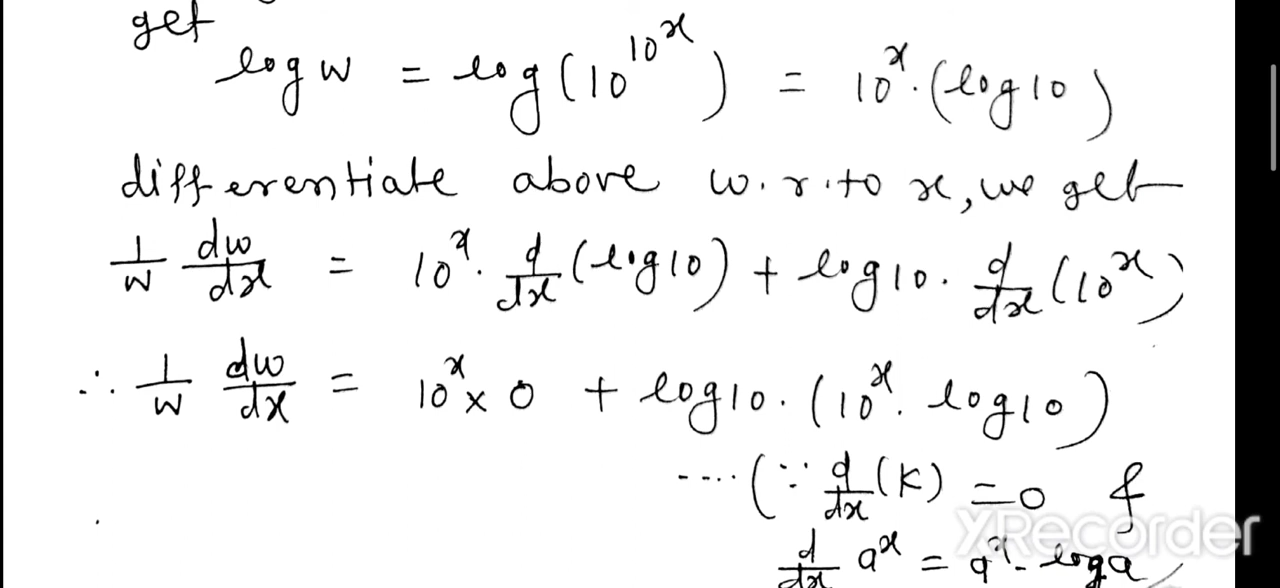 get
log w = log(10^{10^x}) = 10^x · (log 10)
differentiate above w.r.to x, we get
1/w dw/dx = 10^x · d/dx (log 10) + log 10 · d/dx (10^x)
∴ 1/w dw/dx = 10^x × 0 + log 10 · (10^x · log 10)
.... (∵ d/dx (K) = 0 &
XRecorder
d/dx a^x = a^x · log a